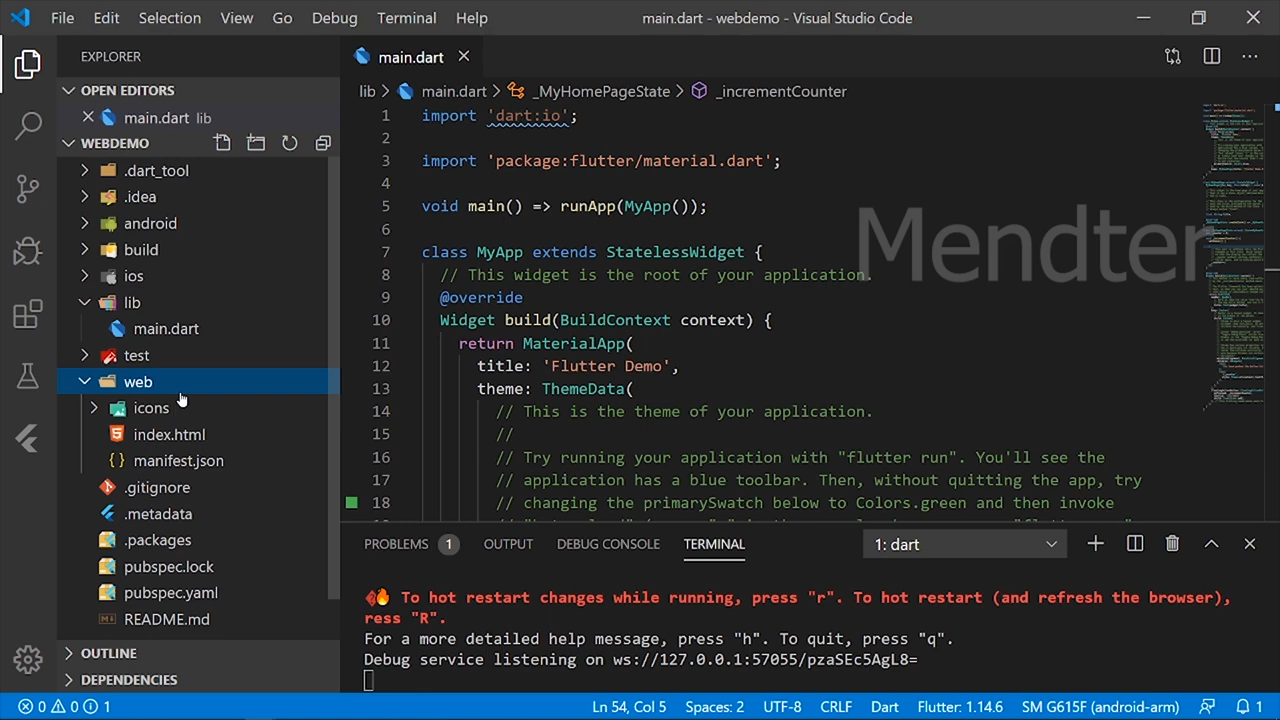 File Edit Selection View Go Debug Terminal Help main.dart - webdemo - Visual Studio Code
EXPLORER
OPEN EDITORS
main.dart lib
WEBDEMO
.dart_tool
.idea
android
build
ios
lib
main.dart
test
web
icons
index.html
manifest.json
.gitignore
.metadata
.packages
pubspec.lock
pubspec.yaml
README.md
OUTLINE
DEPENDENCIES
main.dart
lib > main.dart > _MyHomePageState > _incrementCounter
1 import 'dart:io';
2
3 import 'package:flutter/material.dart';
4
5 void main() => runApp(MyApp());
6
7 class MyApp extends StatelessWidget {
8 // This widget is the root of your application.
9 @override
10 Widget build(BuildContext context) {
11 return MaterialApp(
12 title: 'Flutter Demo',
13 theme: ThemeData(
14 // This is the theme of your application.
15 //
16 // Try running your application with "flutter run". You'll see the
17 // application has a blue toolbar. Then, without quitting the app, try
18 // changing the primarySwatch below to Colors.green and then invoke
Mendter
PROBLEMS 1 OUTPUT DEBUG CONSOLE TERMINAL 1: dart
To hot restart changes while running, press "r". To hot restart (and refresh the browser),
ress "R".
For a more detailed help message, press "h". To quit, press "q".
Debug service listening on ws://127.0.0.1:57055/pzaSEc5AgL8=
0 0 1 Ln 54, Col 5 Spaces: 2 UTF-8 CRLF Dart Flutter: 1.14.6 SM G615F (android-arm) 1